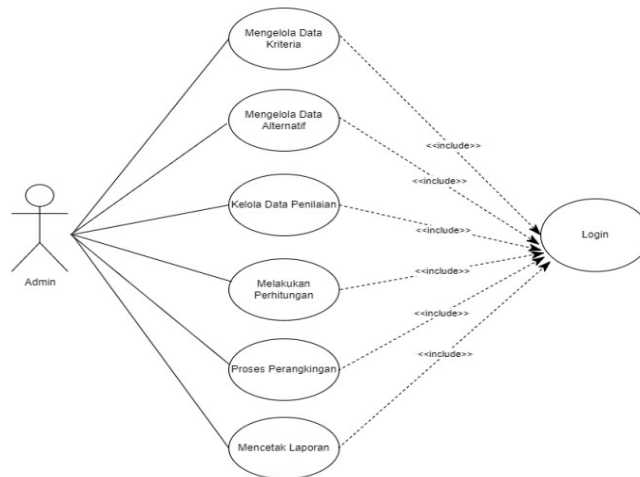 Mengelola Data
Kriteria
Mengelola Data
Alternatif
<<include>>
<<include>>
Kelola Data Penilaian
<<include>>
Login
Admin
Melakukan
Perhitungan
<<include>>
<<include>>
Proses Perangkingan
<<include>>
Mencetak Laporan